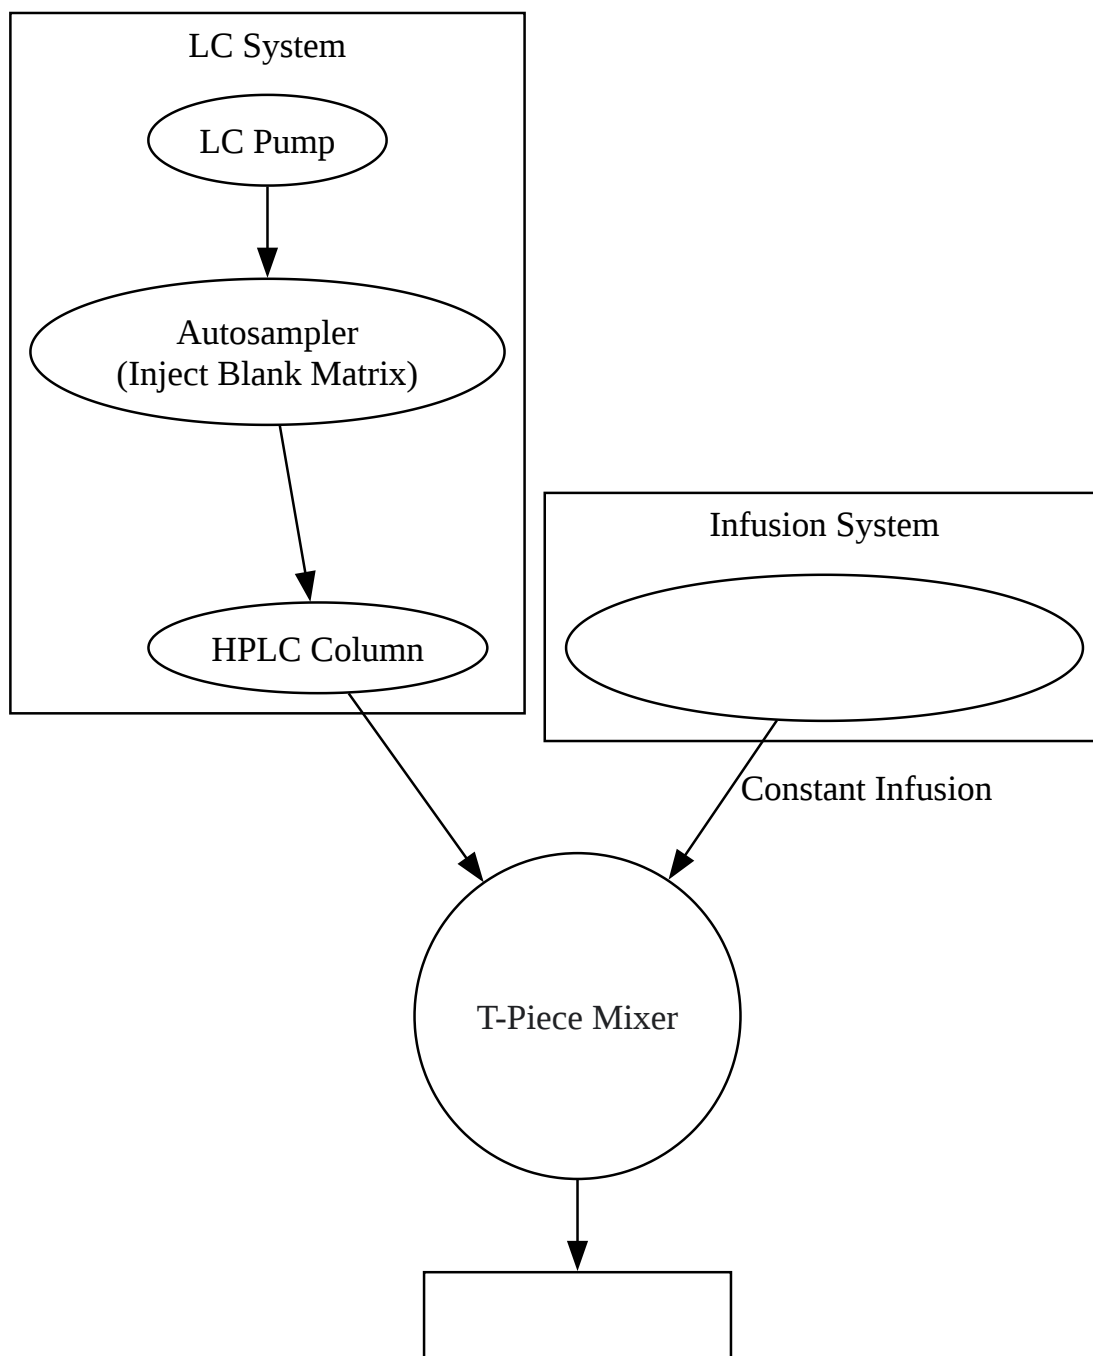 LC System
LC Pump
Autosampler
(Inject Blank Matrix)
HPLC Column
Infusion System
Constant Infusion
T-Piece Mixer